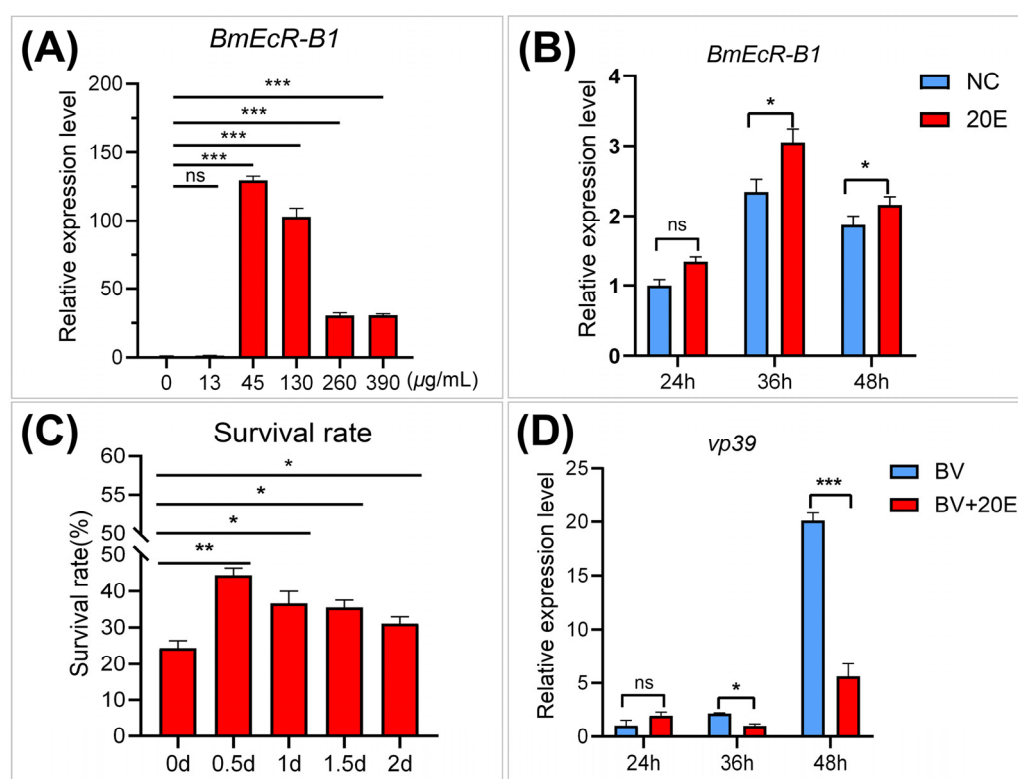 (A)
BmEcR-B1
Relative expression level
200
150
100
50
0
***
***
***
***
ns
0 13 45 130 260 390 (µg/mL)
(B)
BmEcR-B1
NC
20E
Relative expression level
4
3
2
1
0
ns
*
*
24h 36h 48h
(C)
Survival rate
Survival rate(%)
60
55
50
50
40
30
20
10
0
*
*
*
**
0d 0.5d 1d 1.5d 2d
(D)
vp39
BV
BV+20E
Relative expression level
25
20
15
10
5
0
ns
*
***
24h 36h 48h